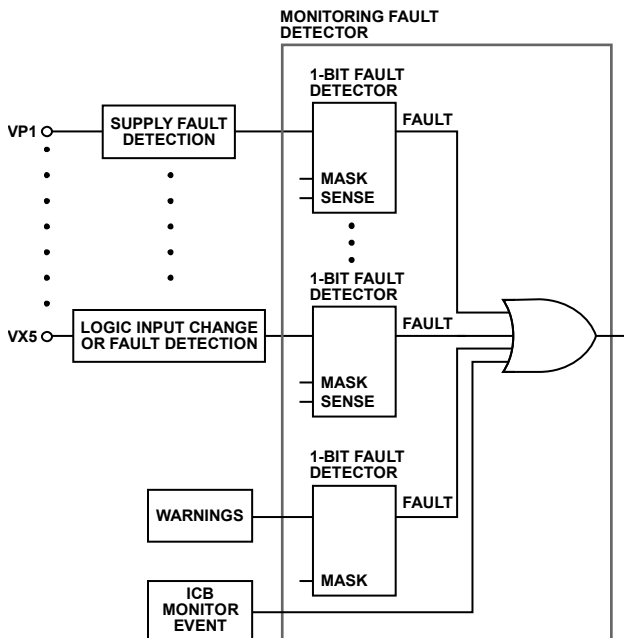 MONITORING FAULT
DETECTOR
1-BIT FAULT
DETECTOR
VP1
SUPPLY FAULT
DETECTION
FAULT
MASK
SENSE
1-BIT FAULT
DETECTOR
VX5
LOGIC INPUT CHANGE
OR FAULT DETECTION
FAULT
MASK
SENSE
1-BIT FAULT
DETECTOR
WARNINGS
FAULT
MASK
ICB
MONITOR
EVENT